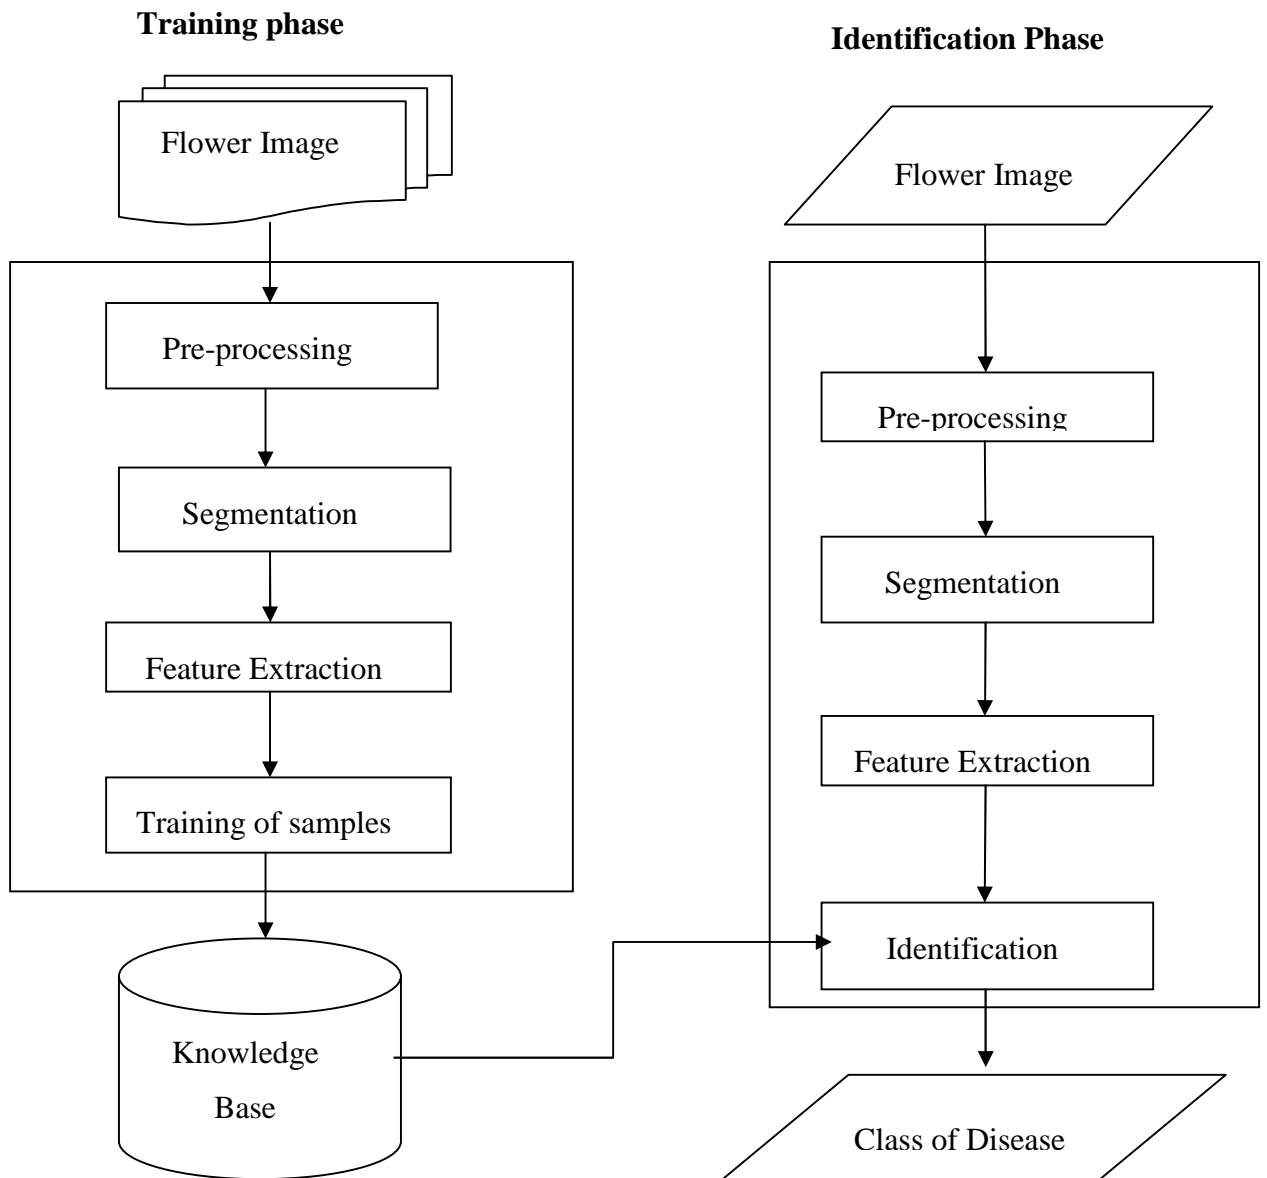 Training phase
Flower Image
Pre-processing
Segmentation
Feature Extraction
Training of samples
Knowledge
Base
Identification Phase
Flower Image
Pre-processing
Segmentation
Feature Extraction
Identification
Class of Disease